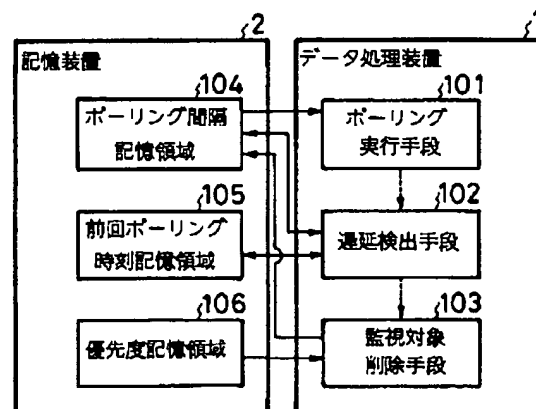 2
記憶装置
データ処理装置
104
ポーリング間隔
記憶領域
101
ポーリング
実行手段
105
前回ポーリング
時刻記憶領域
102
遅延検出手段
106
優先度記憶領域
103
監視対象
削除手段